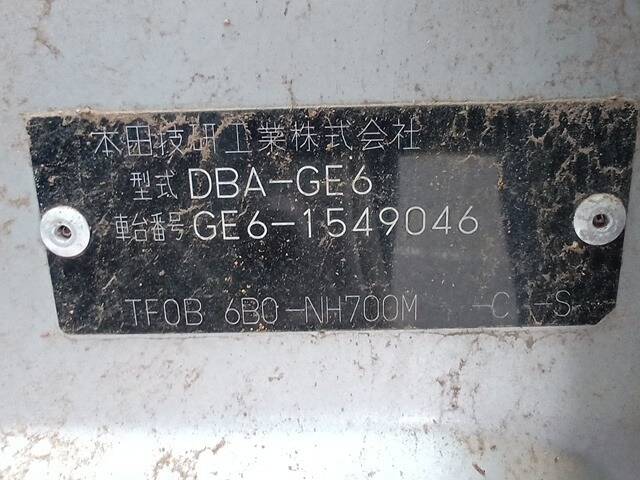 本田技研工業株式会社
型式 DBA-GE6
車台番号 GE6-1549046
TF0B 6B0-NH700M -C -S